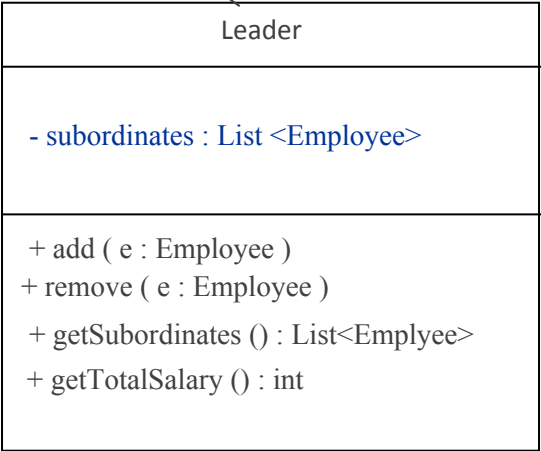 Leader
- subordinates : List <Employee>
+ add ( e : Employee )
+ remove ( e : Employee )
+ getSubordinates () : List<Emplyee>
+ getTotalSalary () : int